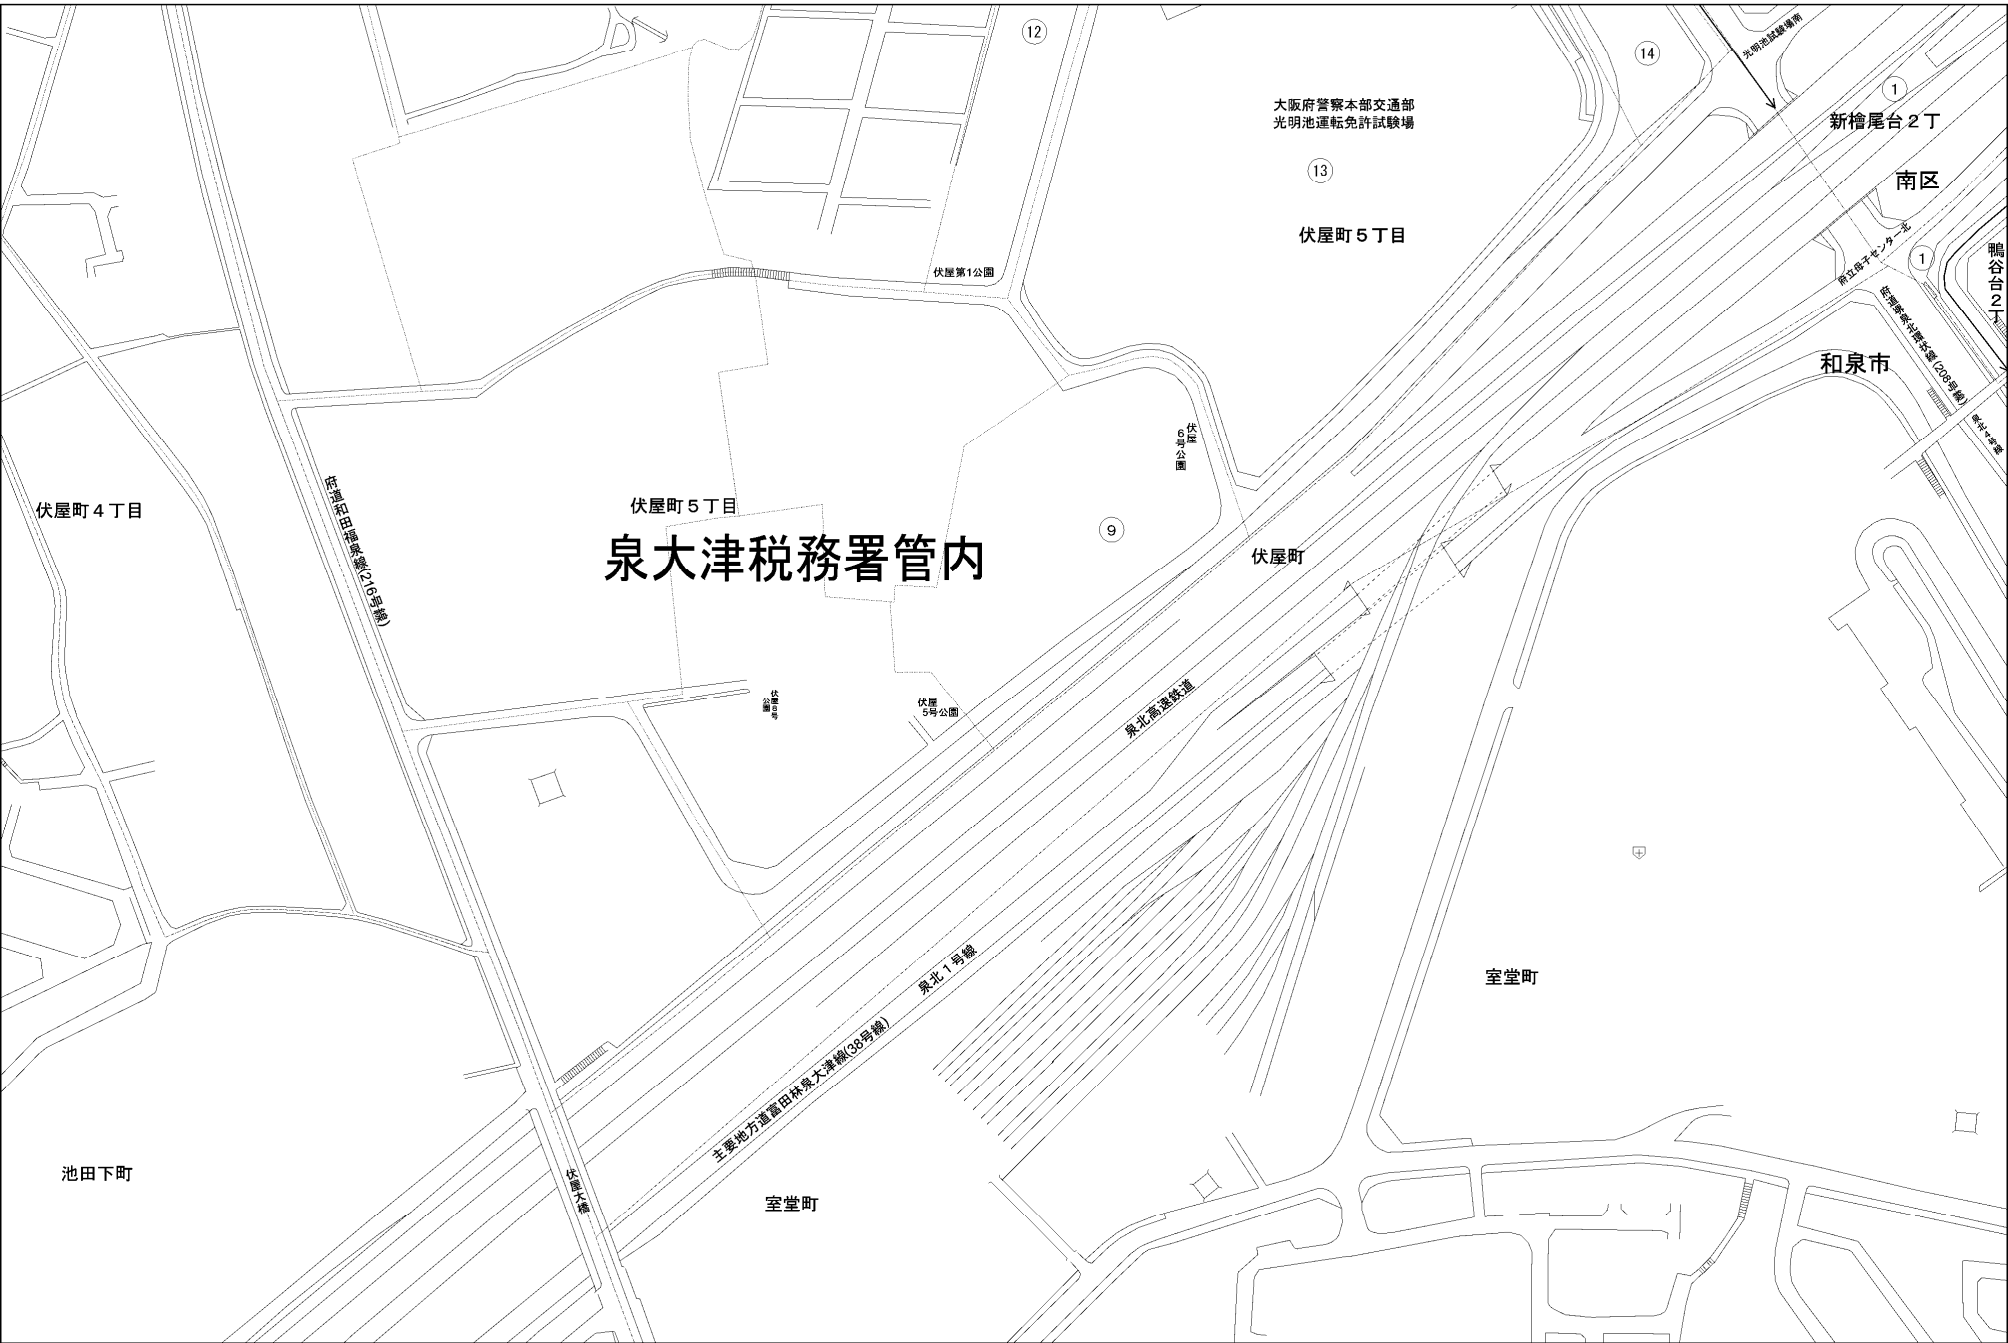 ⑫
⑭
光明池試験場南
①
新檜尾台２丁
大阪府警察本部交通部
光明池運転免許試験場
⑬
南区
伏屋町５丁目
府立母子センター北
①
鴨谷台２丁
伏屋第1公園
府道堺泉北環状線(208号線)
和泉市
泉北４号線
伏屋
６号公園
伏屋町４丁目
府道和田福泉線(216号線)
伏屋町５丁目
⑨
泉大津税務署管内
伏屋町
伏屋８号
公園
伏屋
5号公園
泉北高速鉄道
泉北１号線
室堂町
主要地方道富田林泉大津線(38号線)
池田下町
伏屋大橋
室堂町